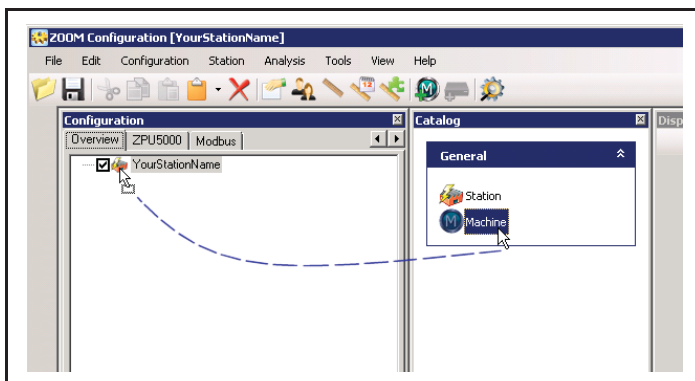 ZOOM Configuration [YourStationName]
File Edit Configuration Station Analysis Tools View Help
Configuration
Overview ZPU5000 Modbus
YourStationName
Catalog
General
Station
M Machine
Disp